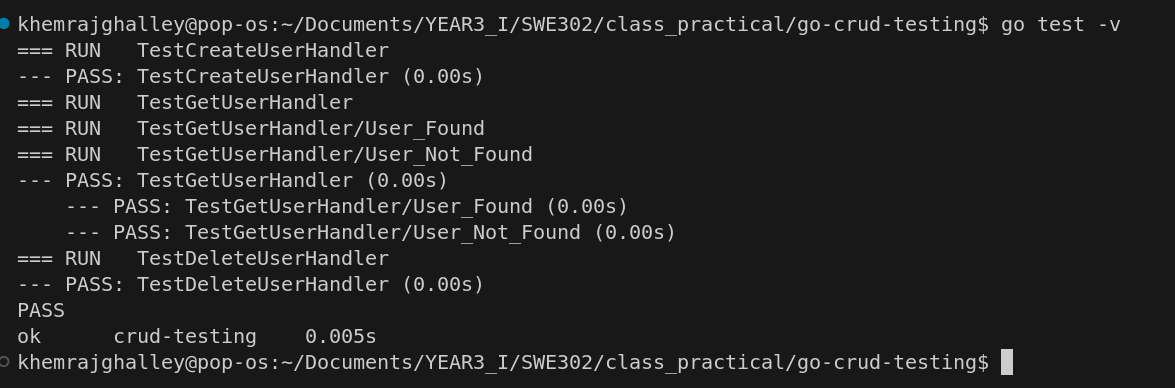 khemrajghalley@pop-os:~/Documents/YEAR3_I/SWE302/class_practical/go-crud-testing$ go test -v
=== RUN   TestCreateUserHandler
--- PASS: TestCreateUserHandler (0.00s)
=== RUN   TestGetUserHandler
=== RUN   TestGetUserHandler/User_Found
=== RUN   TestGetUserHandler/User_Not_Found
--- PASS: TestGetUserHandler (0.00s)
    --- PASS: TestGetUserHandler/User_Found (0.00s)
    --- PASS: TestGetUserHandler/User_Not_Found (0.00s)
=== RUN   TestDeleteUserHandler
--- PASS: TestDeleteUserHandler (0.00s)
PASS
ok      crud-testing    0.005s
khemrajghalley@pop-os:~/Documents/YEAR3_I/SWE302/class_practical/go-crud-testing$